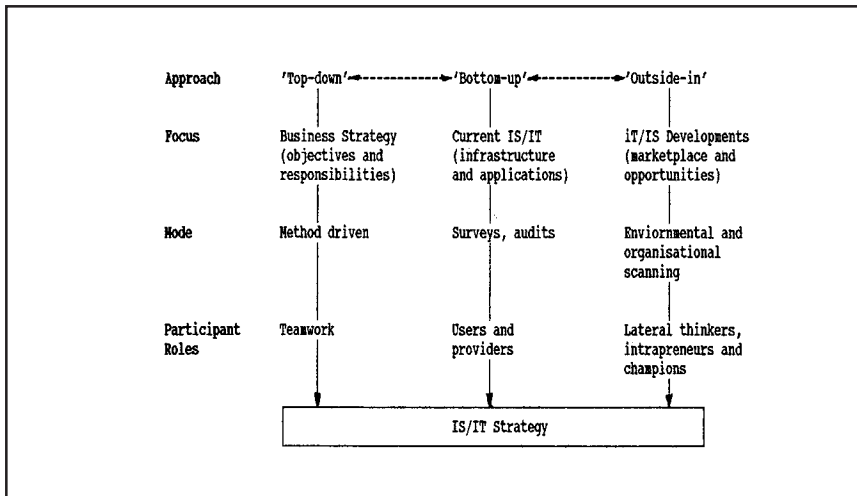 Approach 'Top-down' 'Bottom-up' 'Outside-in'
Focus Business Strategy Current IS/IT iT/IS Developments
(objectives and (infrastructure (marketplace and
responsibilities) and applications) opportunities)
Mode Method driven Surveys, audits Enviornmental and
organisational
scanning
Participant Teamwork Users and Lateral thinkers,
Roles providers intrapreneurs and
champions
IS/IT Strategy